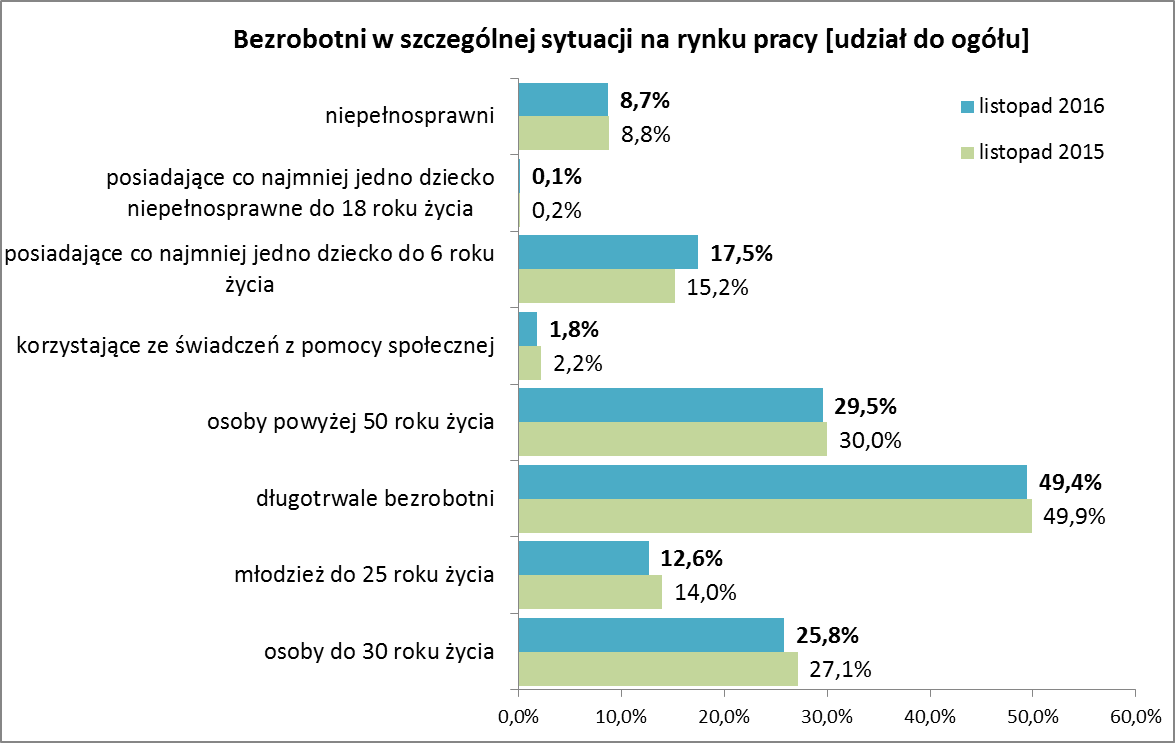 Bezrobotni w szczególnej sytuacji na rynku pracy [udział do ogółu]
listopad 2016
listopad 2015
niepełnosprawni
8,7%
8,8%
posiadające co najmniej jedno dziecko
niepełnosprawne do 18 roku życia
0,1%
0,2%
posiadające co najmniej jedno dziecko do 6 roku
życia
17,5%
15,2%
korzystające ze świadczeń z pomocy społecznej
1,8%
2,2%
osoby powyżej 50 roku życia
29,5%
30,0%
długotrwale bezrobotni
49,4%
49,9%
młodzież do 25 roku życia
12,6%
14,0%
osoby do 30 roku życia
25,8%
27,1%
0,0% 10,0% 20,0% 30,0% 40,0% 50,0% 60,0%